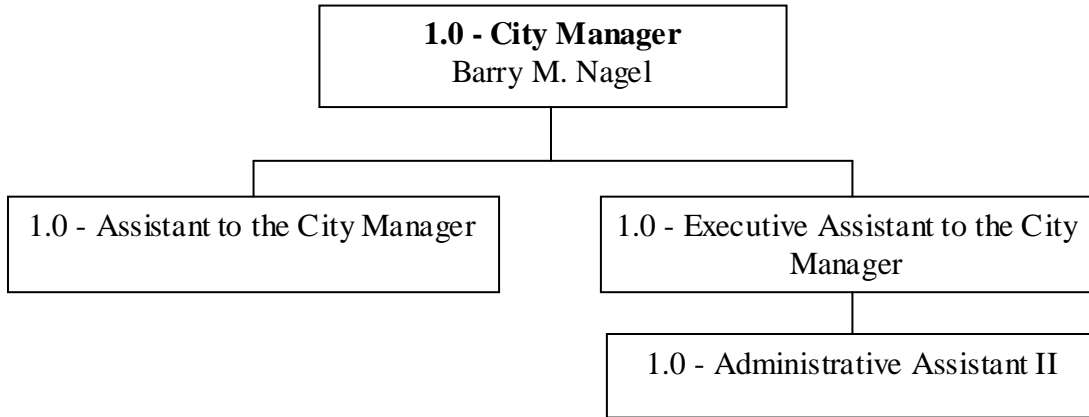 1.0 - City Manager
Barry M. Nagel
1.0 - Assistant to the City Manager
1.0 - Executive Assistant to the City
Manager
1.0 - Administrative Assistant II